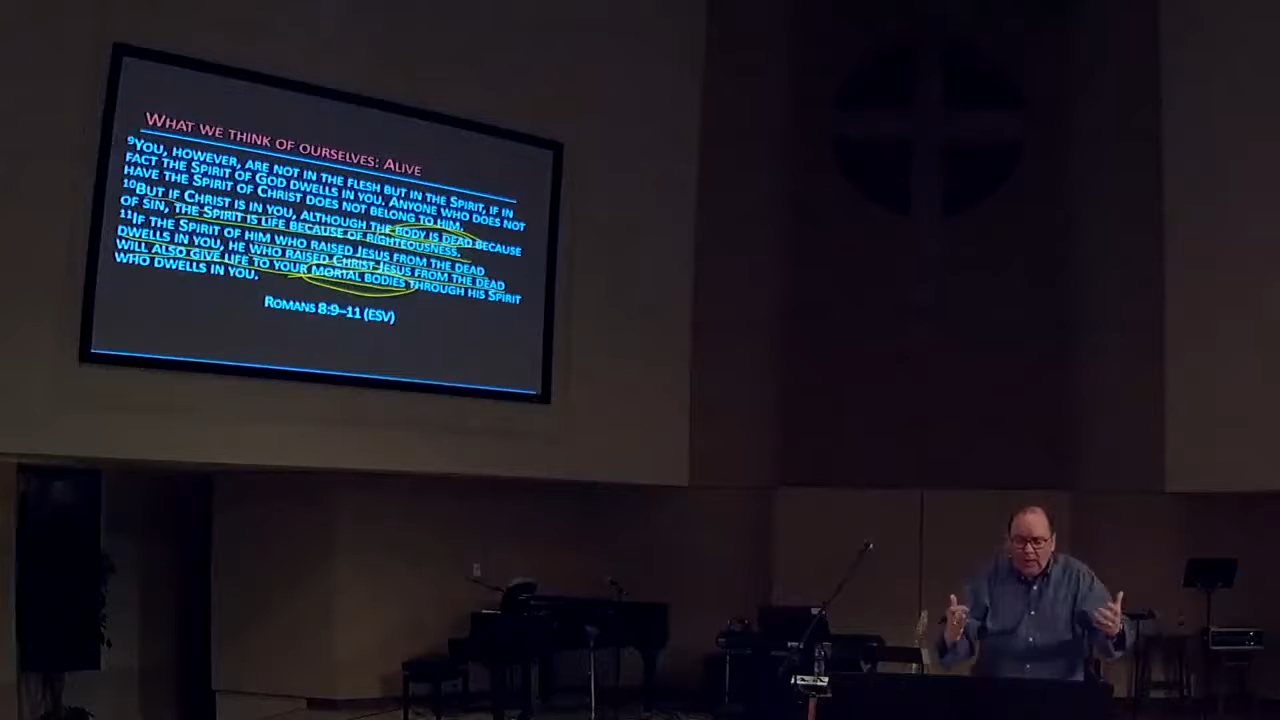 WHAT WE THINK OF OURSELVES: ALIVE
9YOU, HOWEVER, ARE NOT IN THE FLESH BUT IN THE SPIRIT, IF IN
FACT THE SPIRIT OF GOD DWELLS IN YOU. ANYONE WHO DOES NOT
HAVE THE SPIRIT OF CHRIST DOES NOT BELONG TO HIM.
10BUT IF CHRIST IS IN YOU, ALTHOUGH THE BODY IS DEAD BECAUSE
OF SIN, THE SPIRIT IS LIFE BECAUSE OF RIGHTEOUSNESS.
11IF THE SPIRIT OF HIM WHO RAISED JESUS FROM THE DEAD
DWELLS IN YOU, HE WHO RAISED CHRIST JESUS FROM THE DEAD
WILL ALSO GIVE LIFE TO YOUR MORTAL BODIES THROUGH HIS SPIRIT
WHO DWELLS IN YOU.
ROMANS 8:9–11 (ESV)